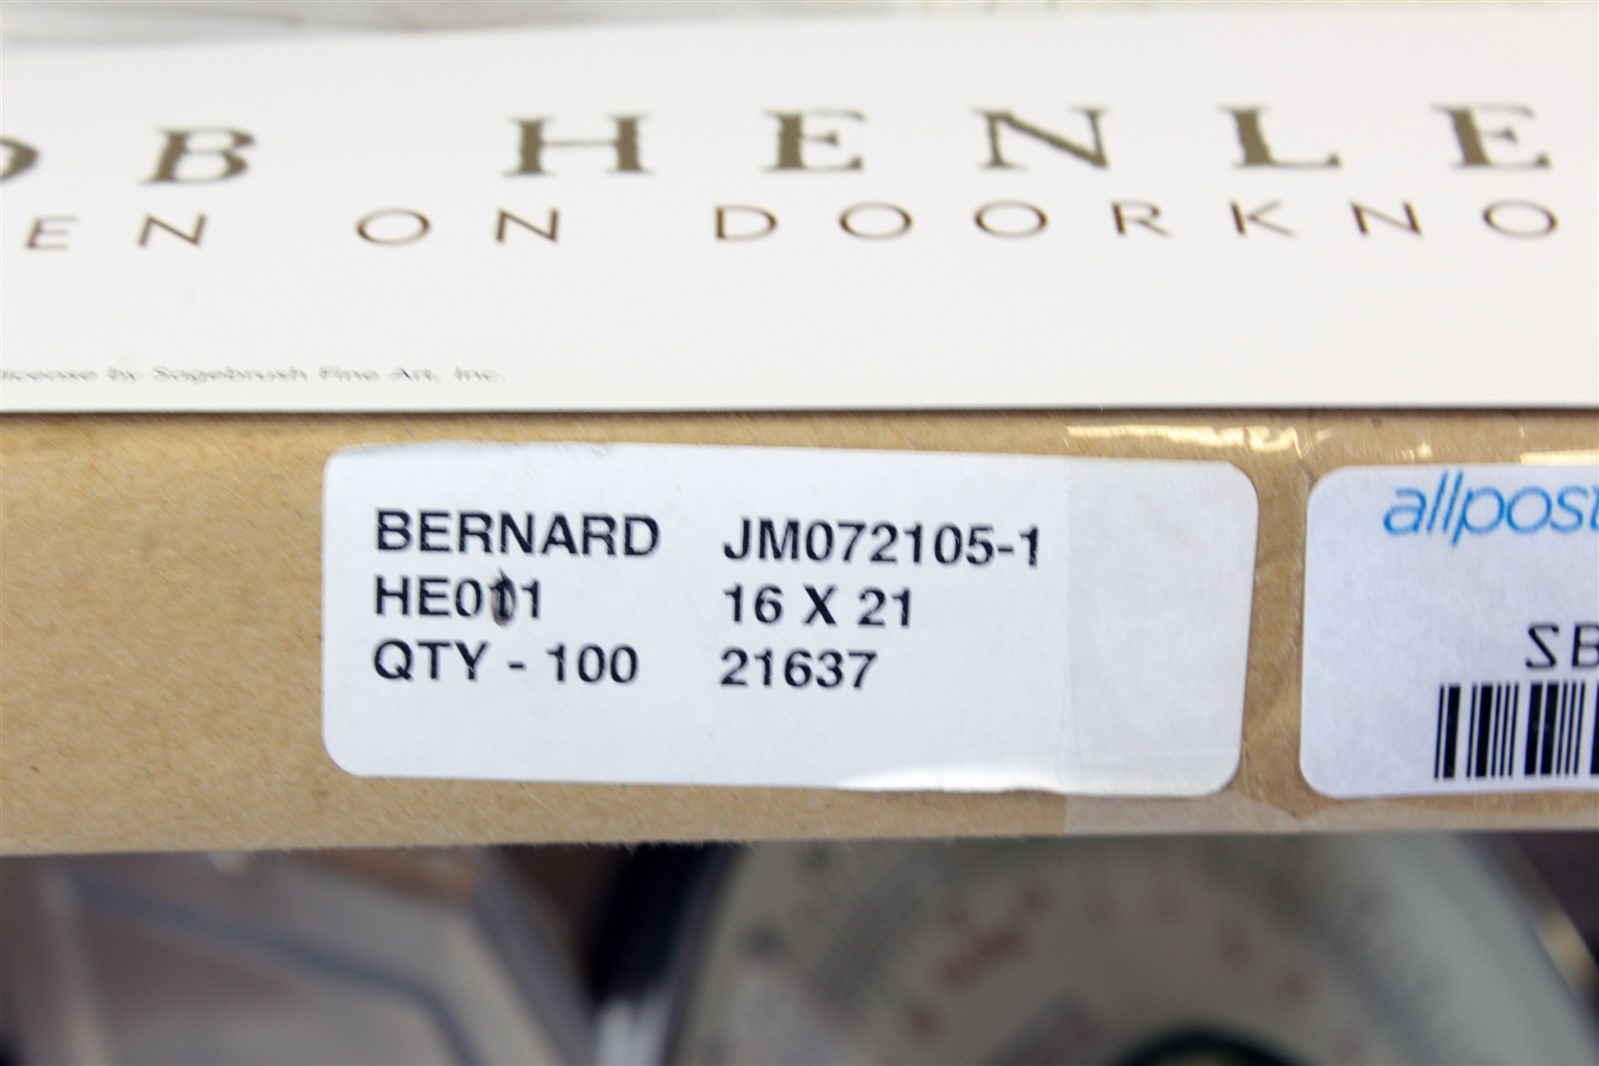 OB HENLE
EN ON DOORKNO
license by Sagebrush Fine Art, Inc.
BERNARD JM072105-1
HE011 16 X 21
QTY - 100 21637
allpost
SB